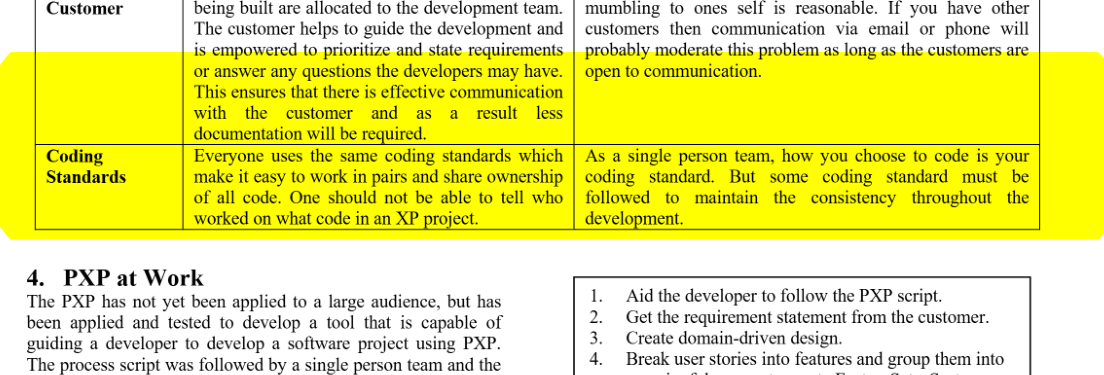 Customer
being built are allocated to the development team.
The customer helps to guide the development and
is empowered to prioritize and state requirements
or answer any questions the developers may have.
This ensures that there is effective communication
with the customer and as a result less
documentation will be required.
mumbling to ones self is reasonable. If you have other
customers then communication via email or phone will
probably moderate this problem as long as the customers are
open to communication.
Coding
Standards
Everyone uses the same coding standards which
make it easy to work in pairs and share ownership
of all code. One should not be able to tell who
worked on what code in an XP project.
As a single person team, how you choose to code is your
coding standard. But some coding standard must be
followed to maintain the consistency throughout the
development.
4. PXP at Work
The PXP has not yet been applied to a large audience, but has
been applied and tested to develop a tool that is capable of
guiding a developer to develop a software project using PXP.
The process script was followed by a single person team and the
1. Aid the developer to follow the PXP script.
2. Get the requirement statement from the customer.
3. Create domain-driven design.
4. Break user stories into features and group them into